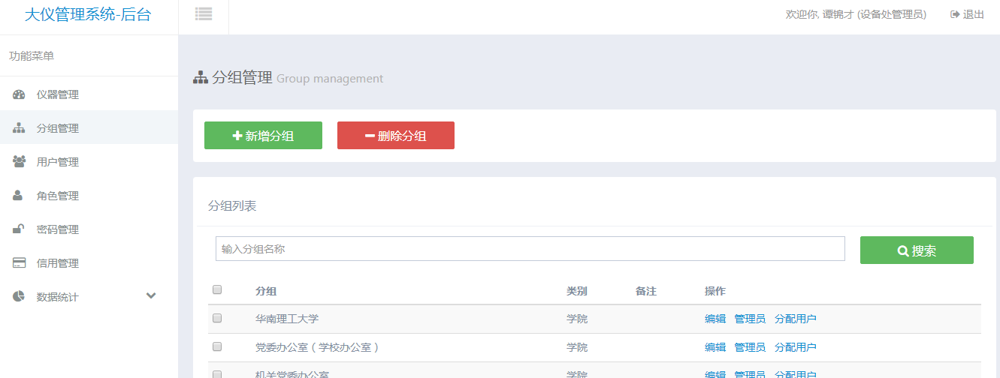 大仪管理系统-后台
欢迎你, 谭锦才 (设备处管理员) 退出
功能菜单
仪器管理
分组管理
用户管理
角色管理
密码管理
信用管理
数据统计
分组管理 Group management
新增分组 删除分组
分组列表
输入分组名称 搜索
分组 类别 备注 操作
华南理工大学 学院 编辑 管理员 分配用户
党委办公室（学校办公室） 学院 编辑 管理员 分配用户
机关党委办公室 学院 编辑 管理员 分配用户